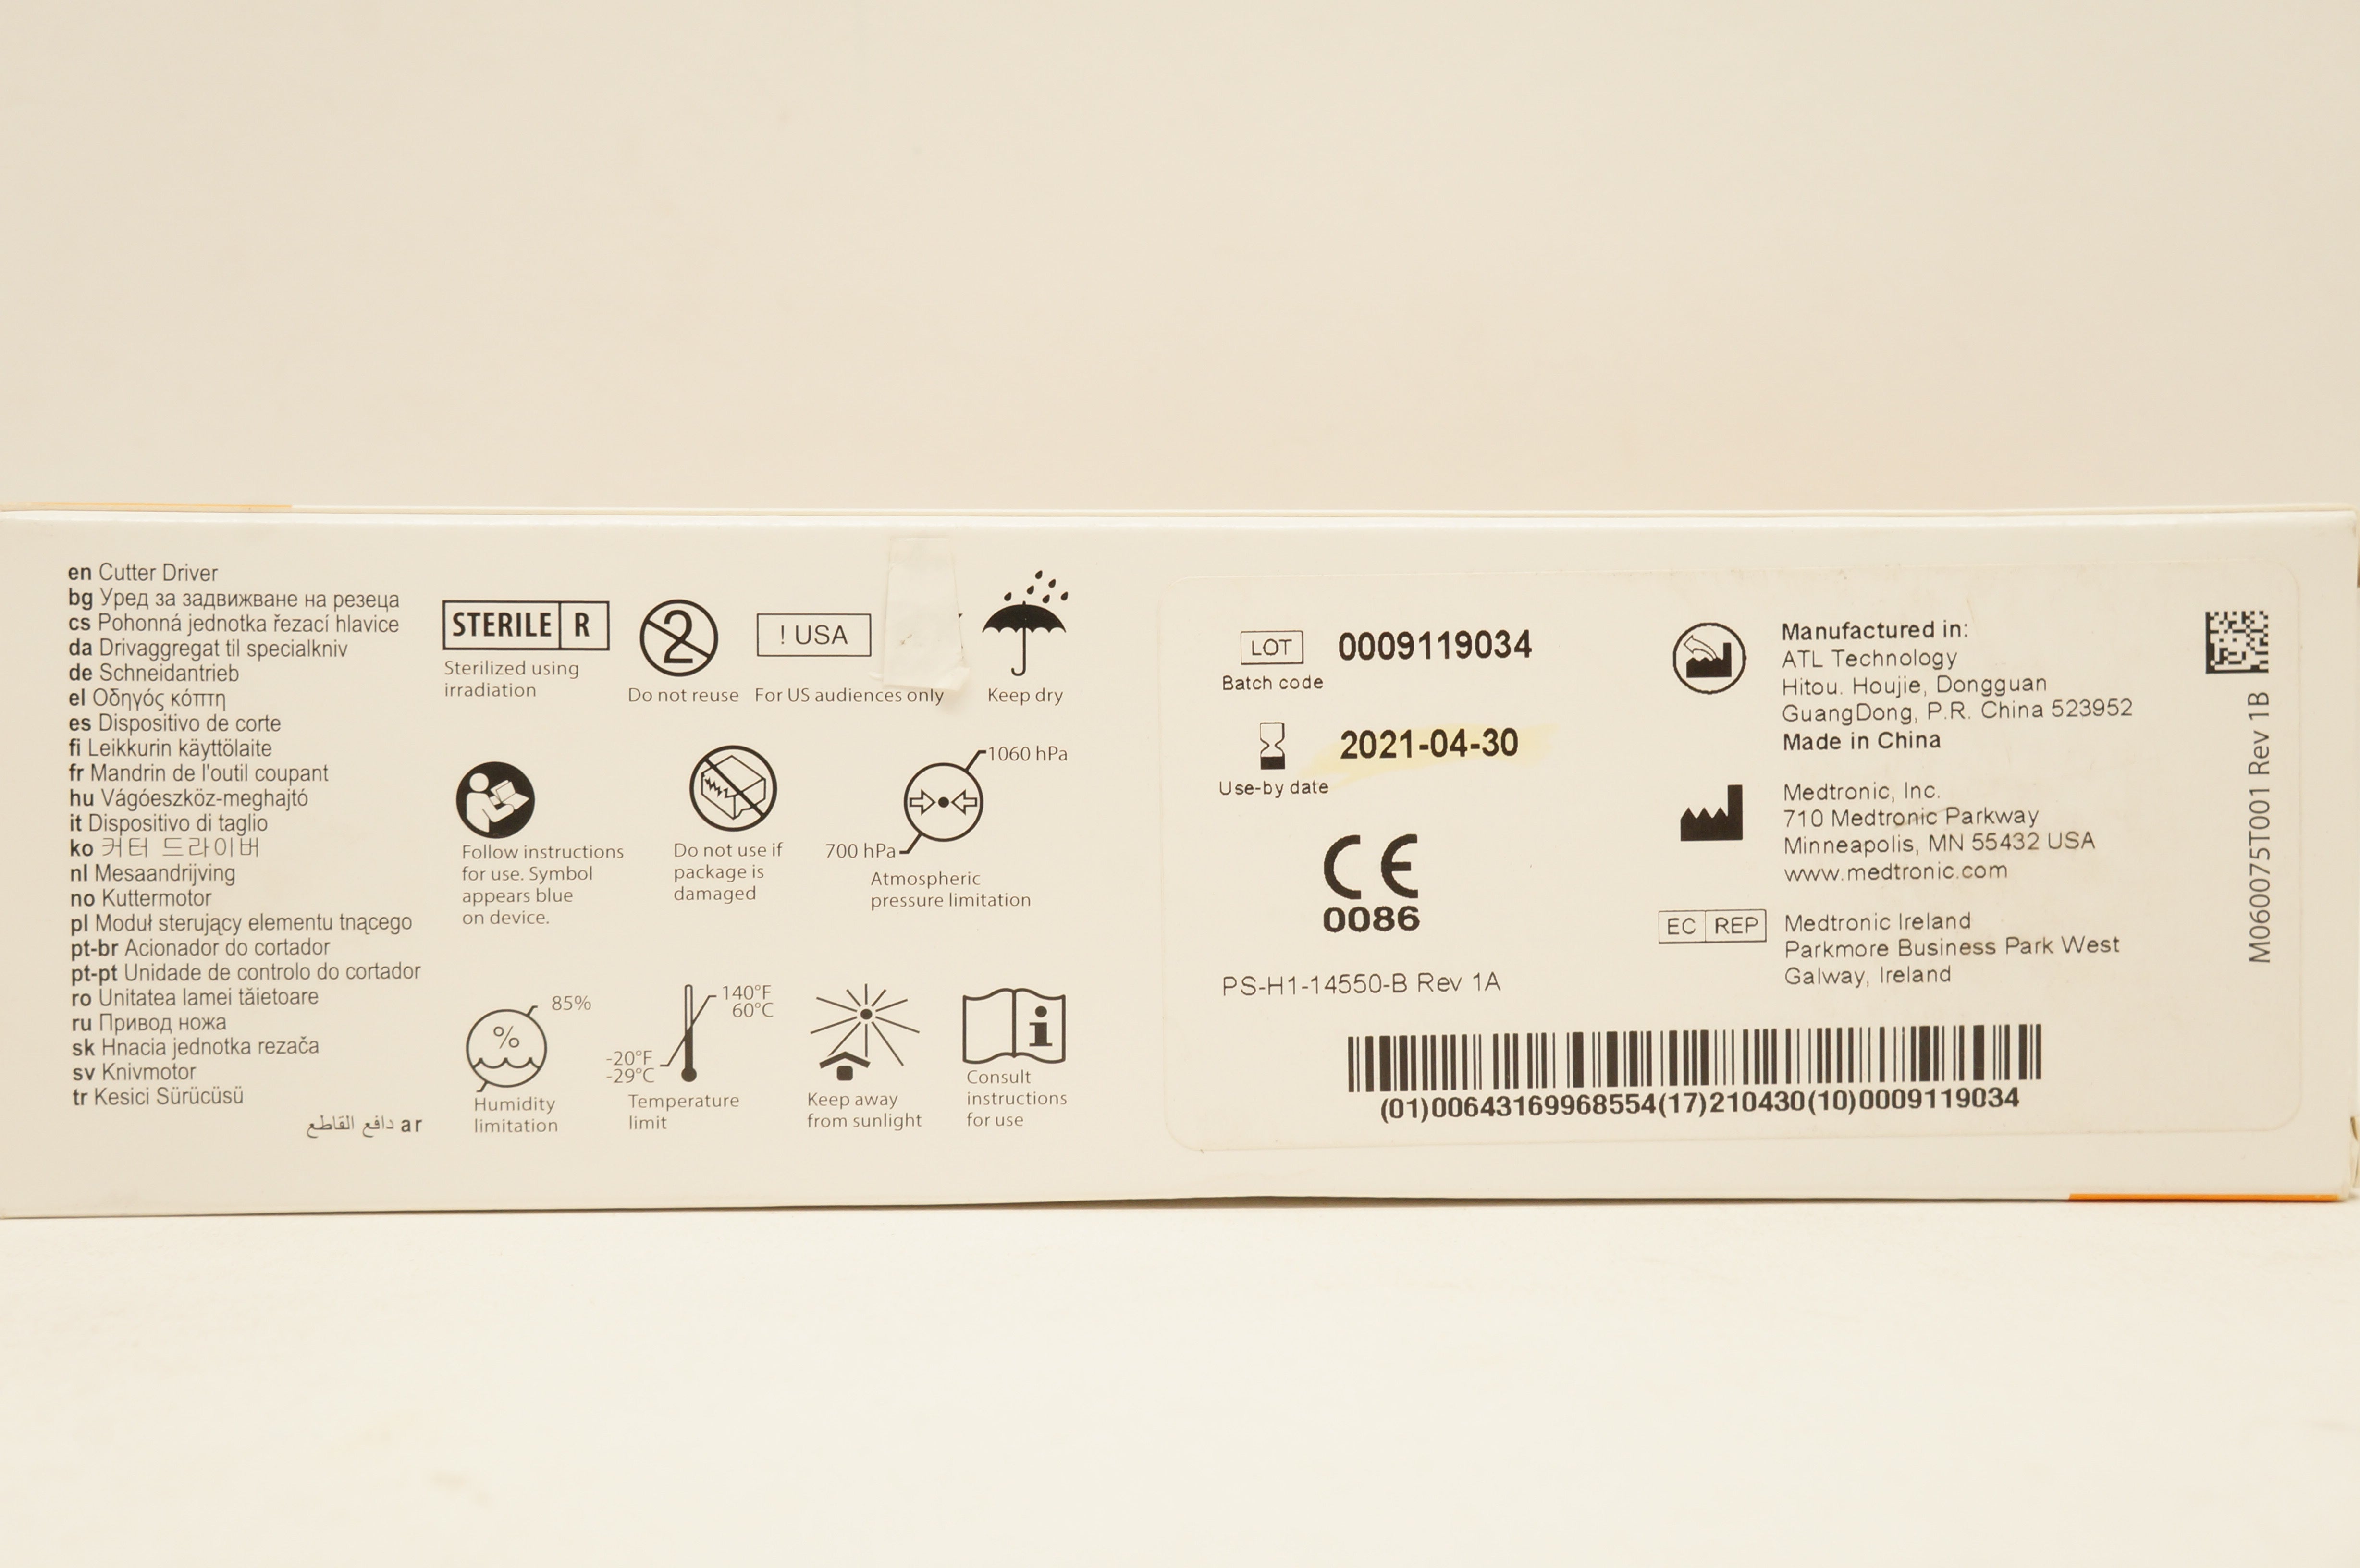 en Cutter Driver
bg Уред за задвижване на резеца
cs Pohonná jednotka řezací hlavice
da Drivaggregat til specialkniv
de Schneidantrieb
el Οδηγός κόπτη
es Dispositivo de corte
fi Leikkurin käyttölaite
fr Mandrin de l'outil coupant
hu Vágóeszköz-meghajtó
it Dispositivo di taglio
ko 커터 드라이버
nl Mesaandrijving
no Kuttermotor
pl Moduł sterujący elementu tnącego
pt-br Acionador do cortador
pt-pt Unidade de controlo do cortador
ro Unitatea lamei tăietoare
ru Привод ножа
sk Hnacia jednotka rezača
sv Knivmotor
tr Kesici Sürücüsü
ar دافع القاطع
STERILE R
Sterilized using
irradiation
2
Do not reuse
! USA
For US audiences only
Keep dry
Follow instructions
for use. Symbol
appears blue
on device.
Do not use if
package is
damaged
1060 hPa
700 hPa
Atmospheric
pressure limitation
85%
%
Humidity
limitation
140°F
60°C
-20°F
-29°C
Temperature
limit
Keep away
from sunlight
i
Consult
instructions
for use
LOT 0009119034
Batch code
2021-04-30
Use-by date
CE
0086
PS-H1-14550-B Rev 1A
Manufactured in:
ATL Technology
Hitou. Houjie, Dongguan
GuangDong, P.R. China 523952
Made in China
Medtronic, Inc.
710 Medtronic Parkway
Minneapolis, MN 55432 USA
www.medtronic.com
EC REP
Medtronic Ireland
Parkmore Business Park West
Galway, Ireland
(01)00643169968554(17)210430(10)0009119034
M060075T001 Rev 1B